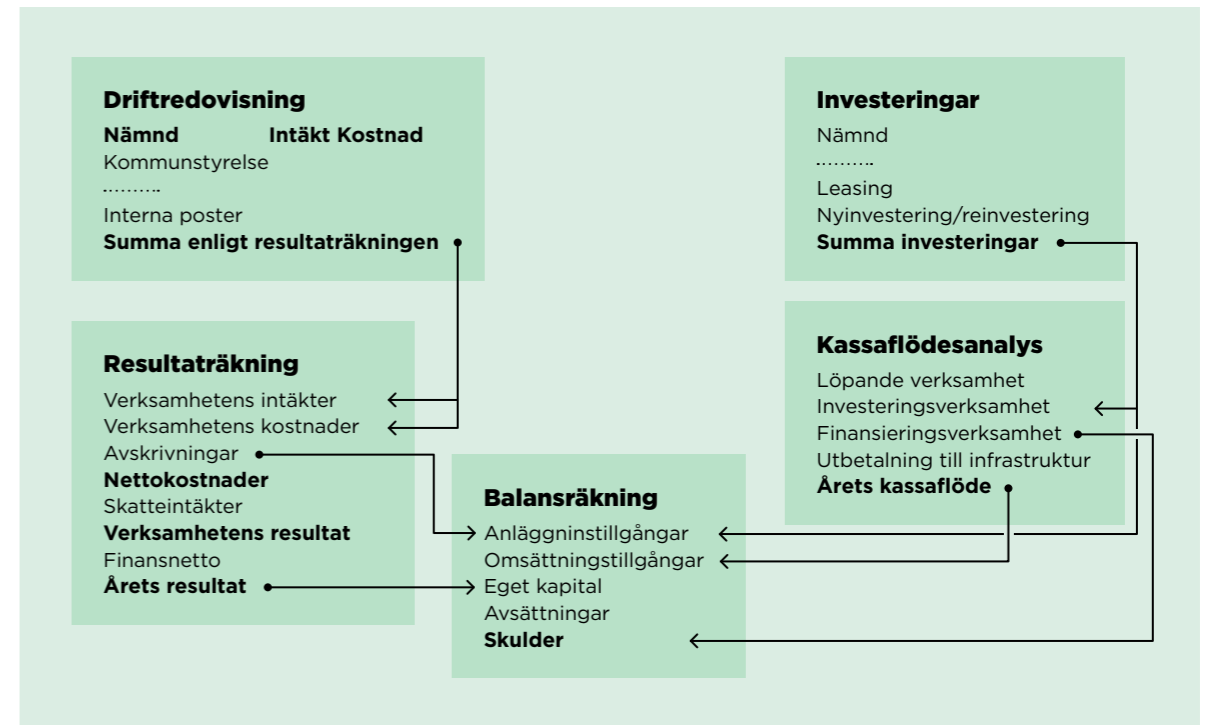 Driftredovisning
Nämnd Intäkt Kostnad
Kommunstyrelse
..........
Interna poster
Summa enligt resultaträkningen
Investeringar
Nämnd
..........
Leasing
Nyinvestering/reinvestering
Summa investeringar
Resultaträkning
Verksamhetens intäkter
Verksamhetens kostnader
Avskrivningar
Nettokostnader
Skatteintäkter
Verksamhetens resultat
Finansnetto
Årets resultat
Kassaflödesanalys
Löpande verksamhet
Investeringsverksamhet
Finansieringsverksamhet
Utbetalning till infrastruktur
Årets kassaflöde
Balansräkning
Anläggninstillgångar
Omsättningstillgångar
Eget kapital
Avsättningar
Skulder